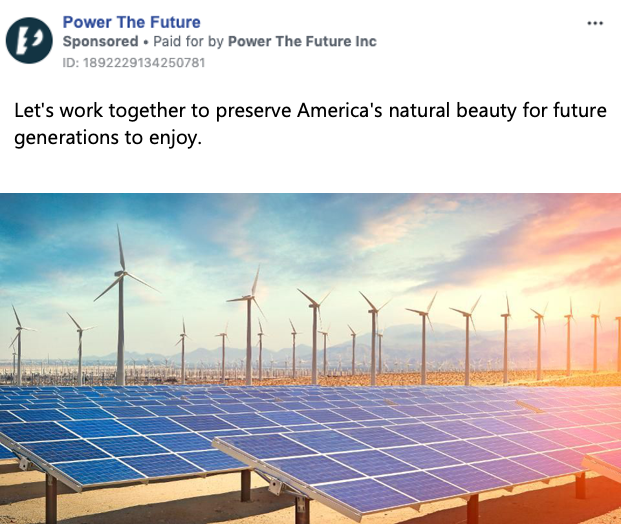 Power The Future
Sponsored • Paid for by Power The Future Inc
ID: 1892229134250781
Let's work together to preserve America's natural beauty for future
generations to enjoy.